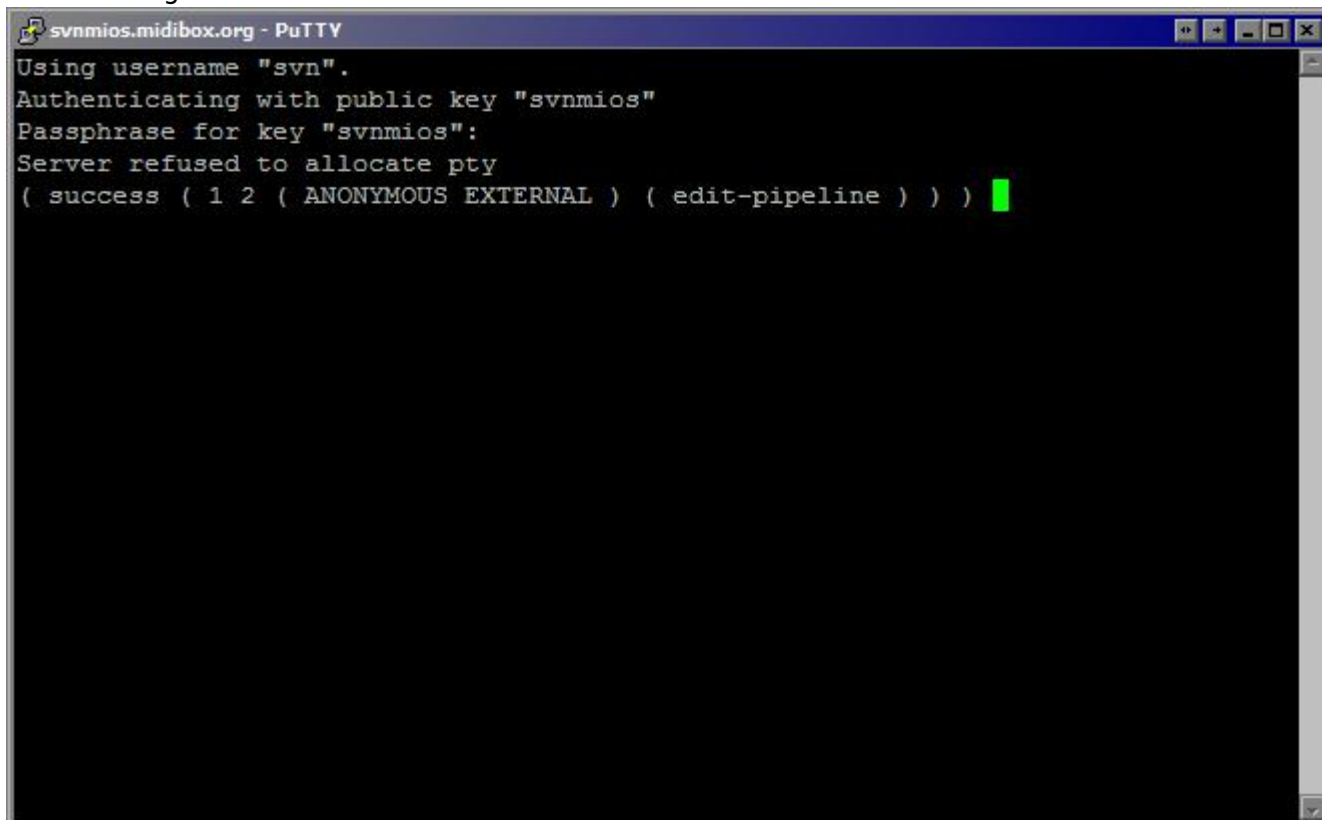 svnmios.midibox.org - PuTTY
Using username "svn".
Authenticating with public key "svnmios"
Passphrase for key "svnmios":
Server refused to allocate pty
( success ( 1 2 ( ANONYMOUS EXTERNAL ) ( edit-pipeline ) ) )